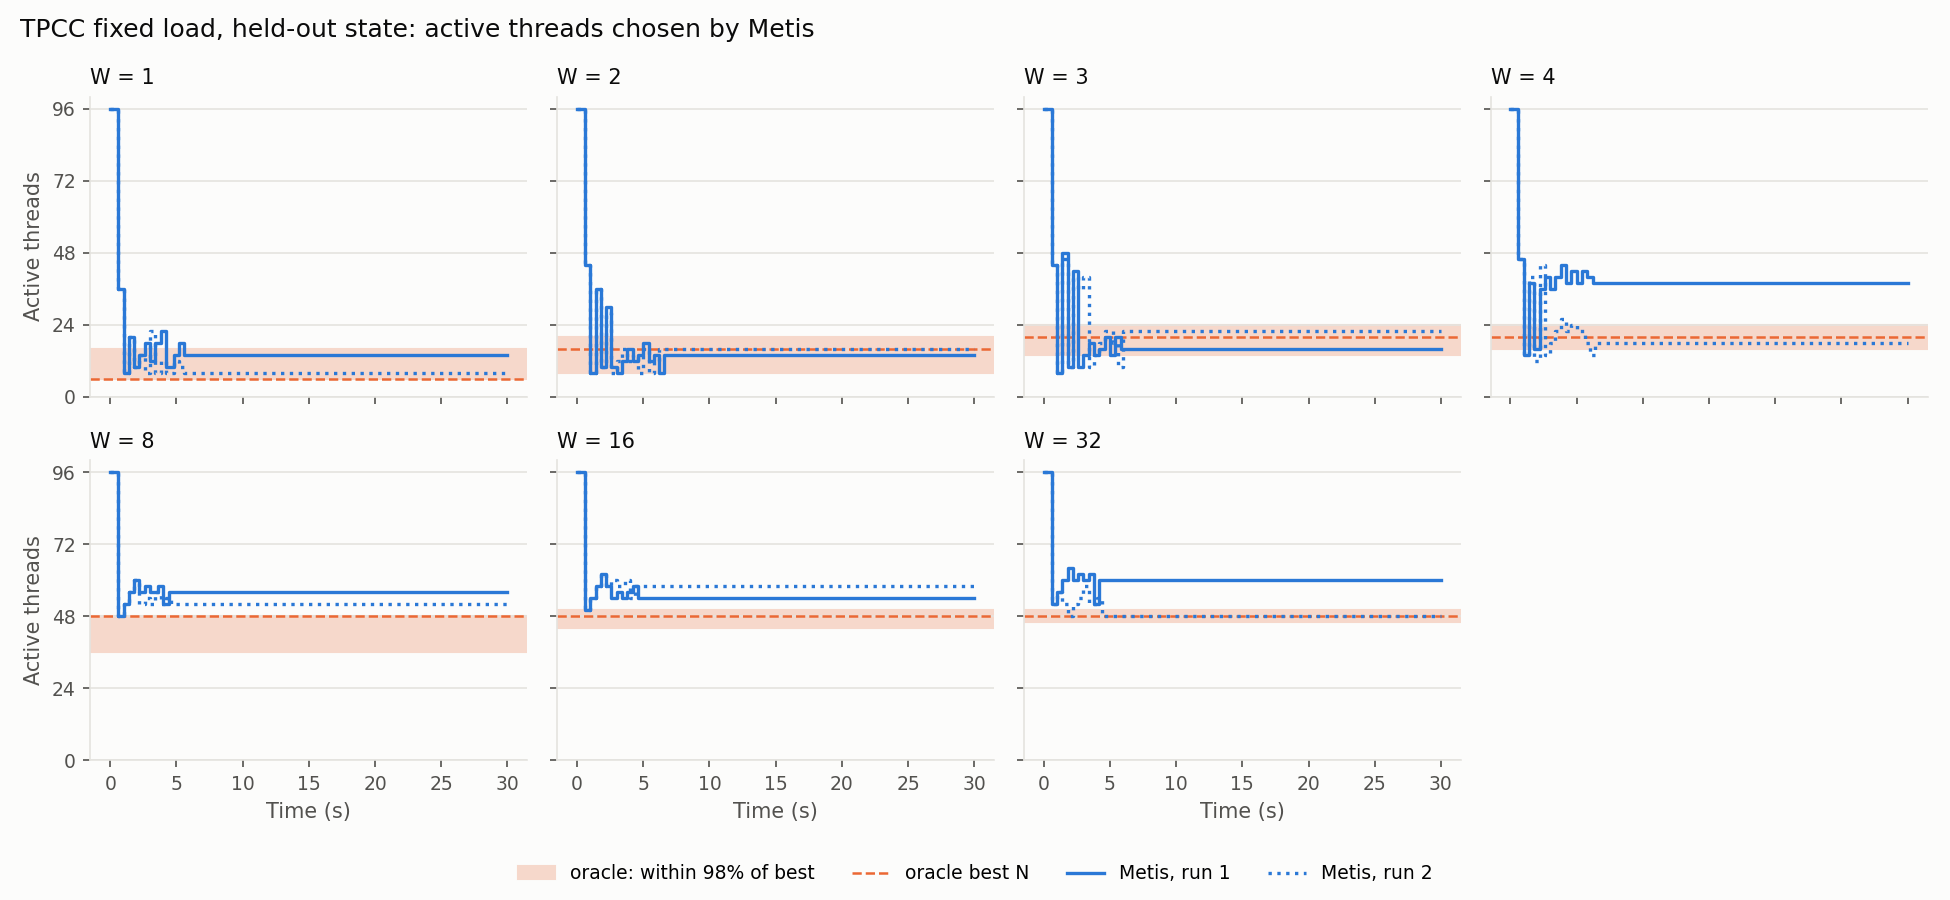 TPCC fixed load, held-out state: active threads chosen by Metis
W = 1
W = 2
W = 3
W = 4
96
72
48
24
0
Active threads
W = 8
W = 16
W = 32
96
72
48
24
0
Active threads
0 5 10 15 20 25 30
0 5 10 15 20 25 30
0 5 10 15 20 25 30
Time (s)
Time (s)
Time (s)
oracle: within 98% of best
oracle best N
Metis, run 1
Metis, run 2